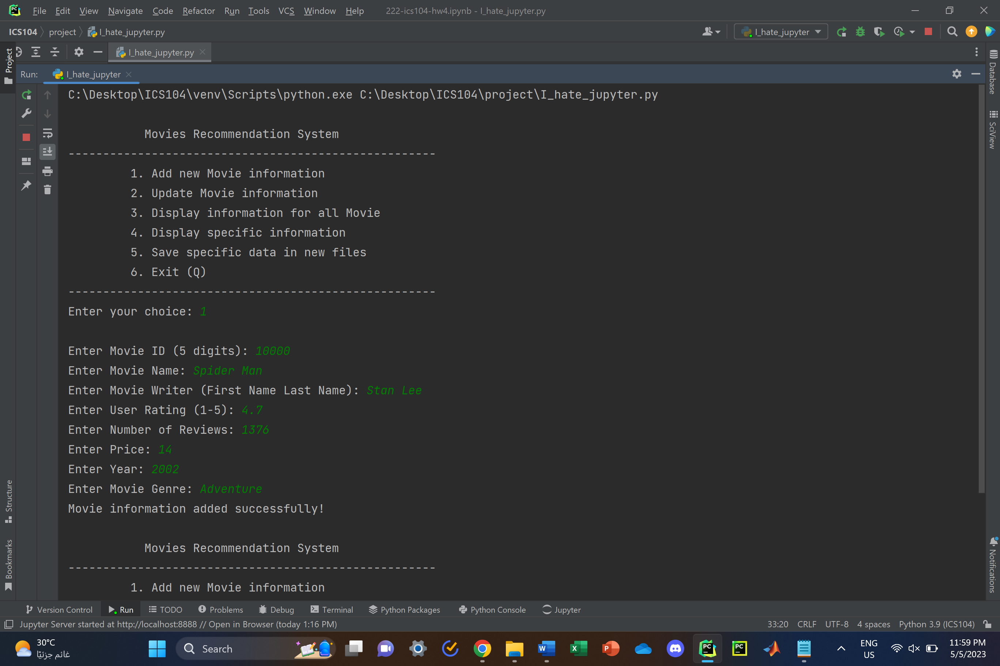 PC File Edit View Navigate Code Refactor Run Tools VCS Window Help 222-ics104-hw4.ipynb - I_hate_jupyter.py
ICS104 project I_hate_jupyter.py I_hate_jupyter
Project I_hate_jupyter.py
Run: I_hate_jupyter
Database
SciView
C:\Desktop\ICS104\venv\Scripts\python.exe C:\Desktop\ICS104\project\I_hate_jupyter.py
Movies Recommendation System
-----------------------------------------------------
1. Add new Movie information
2. Update Movie information
3. Display information for all Movie
4. Display specific information
5. Save specific data in new files
6. Exit (Q)
-----------------------------------------------------
Enter your choice: 1
Enter Movie ID (5 digits): 10000
Enter Movie Name: Spider Man
Enter Movie Writer (First Name Last Name): Stan Lee
Enter User Rating (1-5): 4.7
Enter Number of Reviews: 1376
Enter Price: 14
Enter Year: 2002
Enter Movie Genre: Adventure
Movie information added successfully!
Movies Recommendation System
-----------------------------------------------------
1. Add new Movie information
Structure
Bookmarks
Notifications
Version Control Run TODO Problems Debug Terminal Python Packages Python Console Jupyter
Jupyter Server started at http://localhost:8888 // Open in Browser (today 1:16 PM) 33:20 CRLF UTF-8 4 spaces Python 3.9 (ICS104)
30°C
غائم جزئيًا
Search
W X P PC PC
ENG
US
11:59 PM
5/5/2023